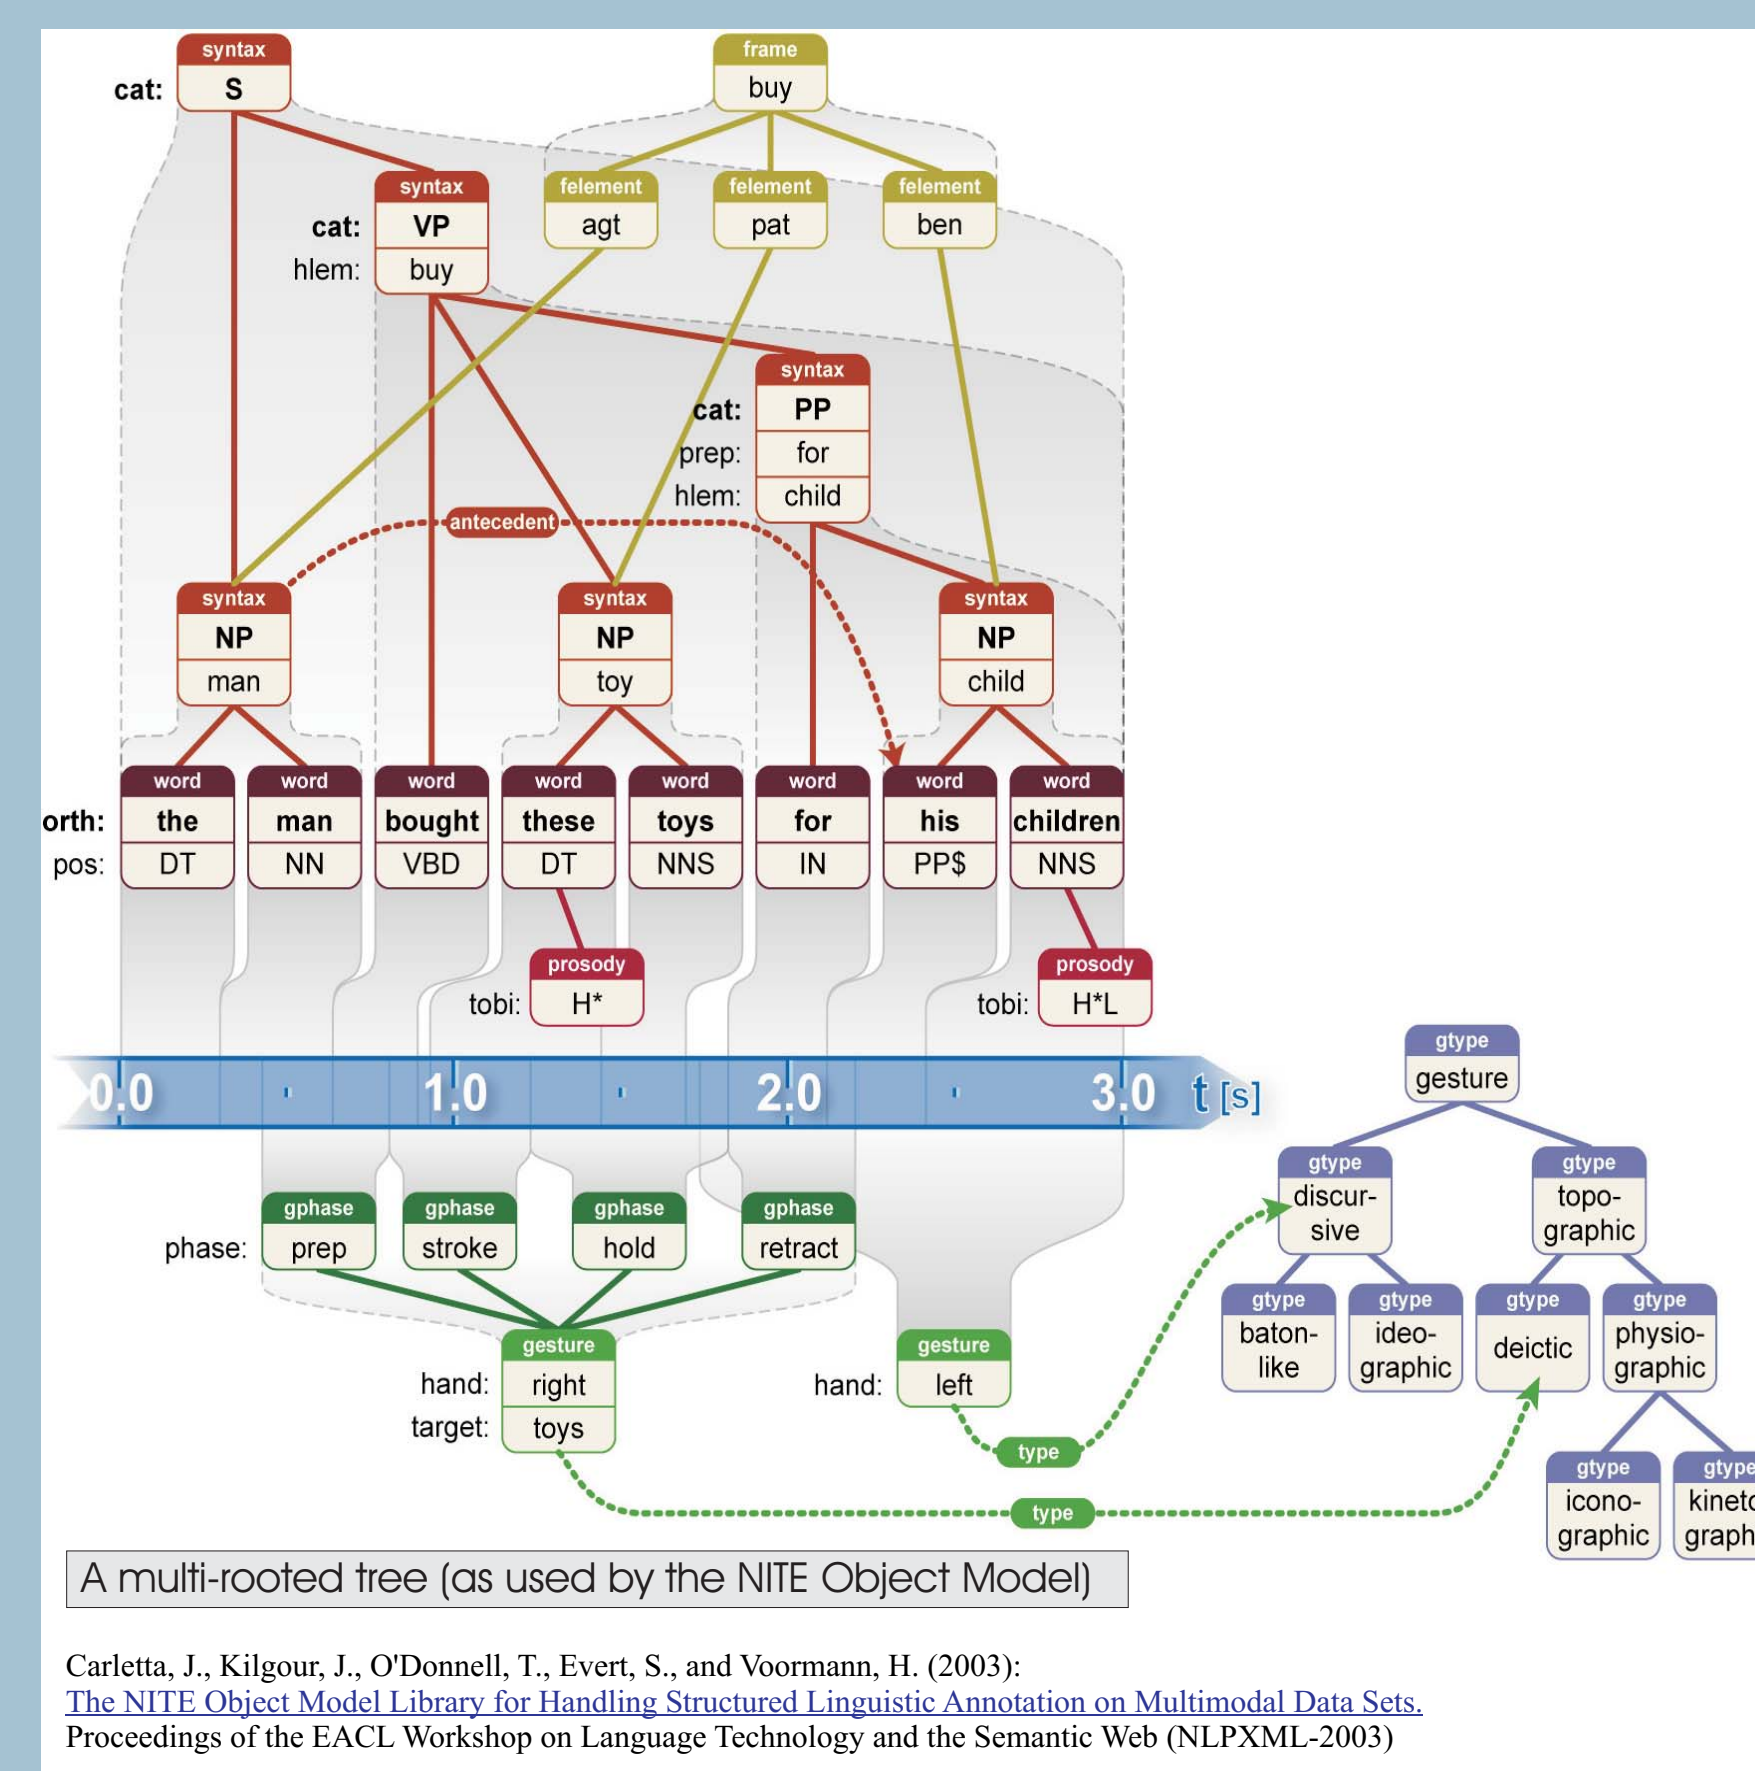 syntax frame
cat: S buy
syntax felement felement felement
cat: VP agt pat ben
hlem: buy
syntax
cat: PP
prep: for
hlem: child
antecedent
syntax syntax syntax
NP NP NP
man toy child
word word word word word word word word
orth: the man bought these toys for his children
pos: DT NN VBD DT NNS IN PP$ NNS
prosody prosody
tobi: H* tobi: H*L
0.0 1.0 2.0 3.0 t [s]
gphase gphase gphase gphase
phase: prep stroke hold retract
gesture gesture
hand: right hand: left
target: toys
type
type
gtype
gesture
gtype gtype
discur- topo-
sive graphic
gtype gtype gtype gtype
baton- ideo- deictic physio-
like graphic graphic
gtype gtype
icono- kineto
graphic graph
A multi-rooted tree (as used by the NITE Object Model)
Carletta, J., Kilgour, J., O'Donnell, T., Evert, S., and Voormann, H. (2003):
The NITE Object Model Library for Handling Structured Linguistic Annotation on Multimodal Data Sets.
Proceedings of the EACL Workshop on Language Technology and the Semantic Web (NLPXML-2003)